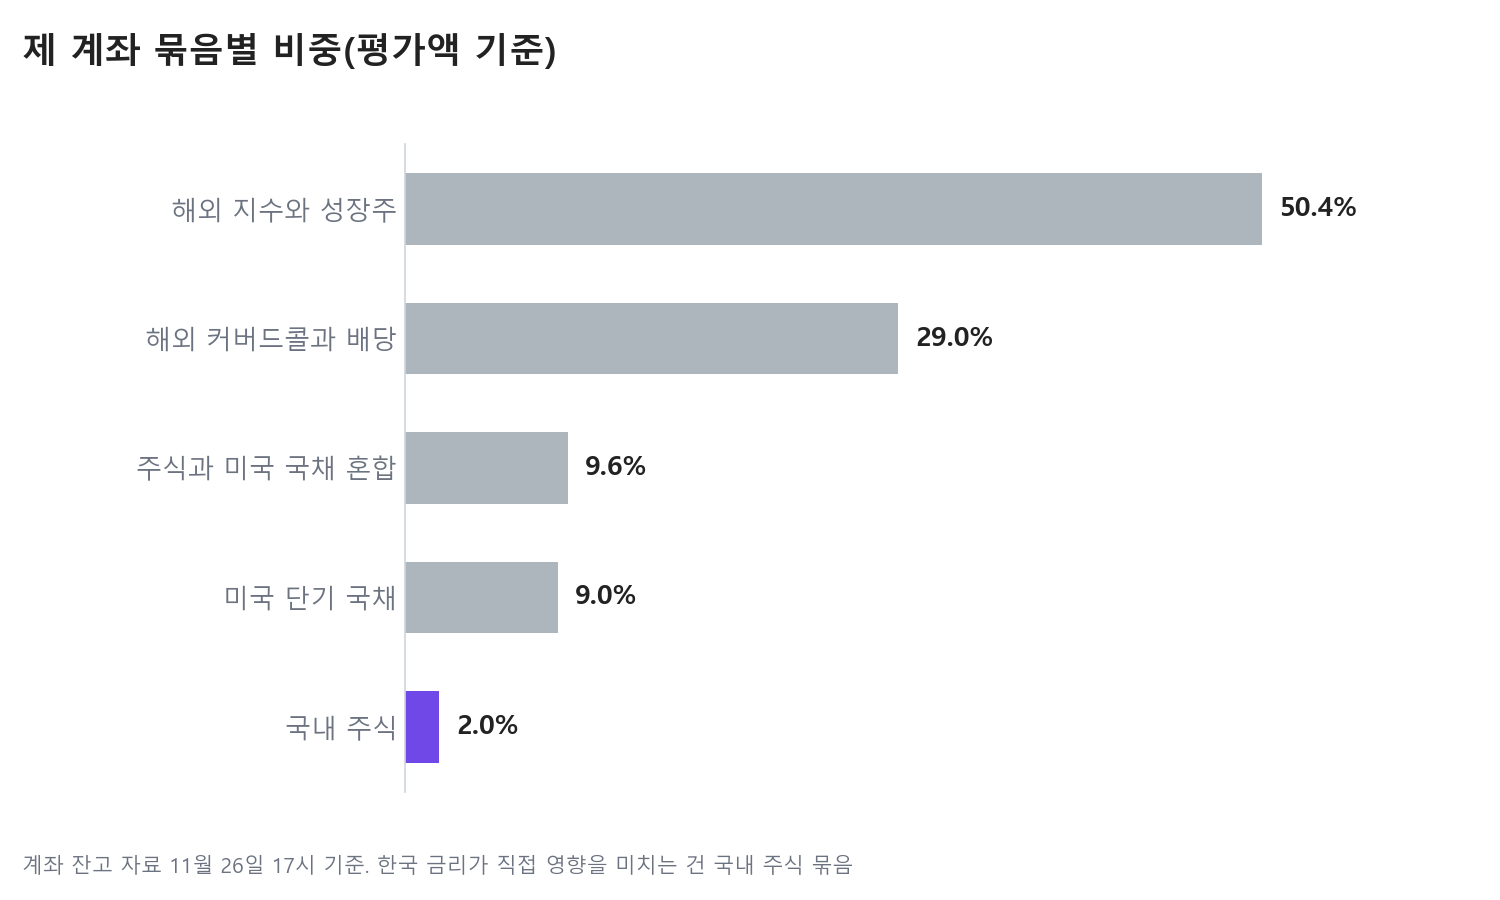 제 계좌 묶음별 비중(평가액 기준)
해외 지수와 성장주 50.4%
해외 커버드콜과 배당 29.0%
주식과 미국 국채 혼합 9.6%
미국 단기 국채 9.0%
국내 주식 2.0%
계좌 잔고 자료 11월 26일 17시 기준. 한국 금리가 직접 영향을 미치는 건 국내 주식 묶음